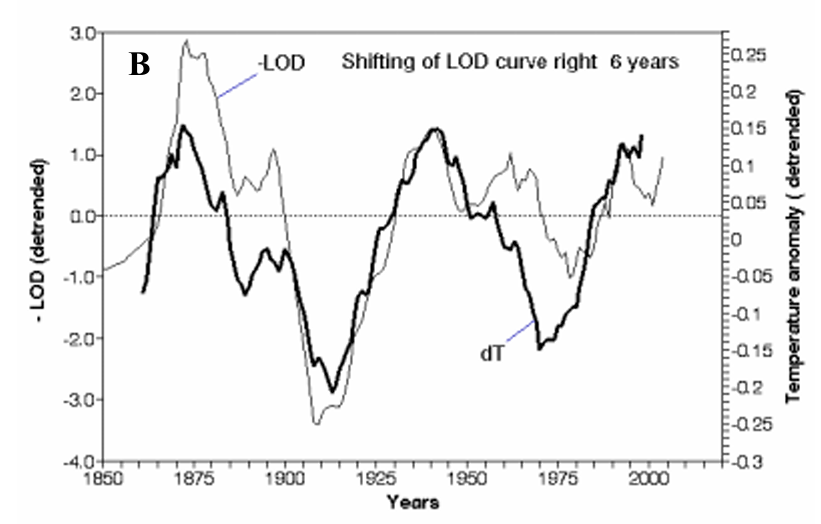 B
-LOD
Shifting of LOD curve right 6 years
- LOD (detrended)
3.0
2.0
1.0
0.0
-1.0
-2.0
-3.0
-4.0
dT
0.25
0.2
0.15
0.1
0.05
0
-0.05
-0.1
-0.15
-0.2
-0.25
-0.3
Temperature anomaly ( detrended)
1850 1875 1900 1925 1950 1975 2000
Years